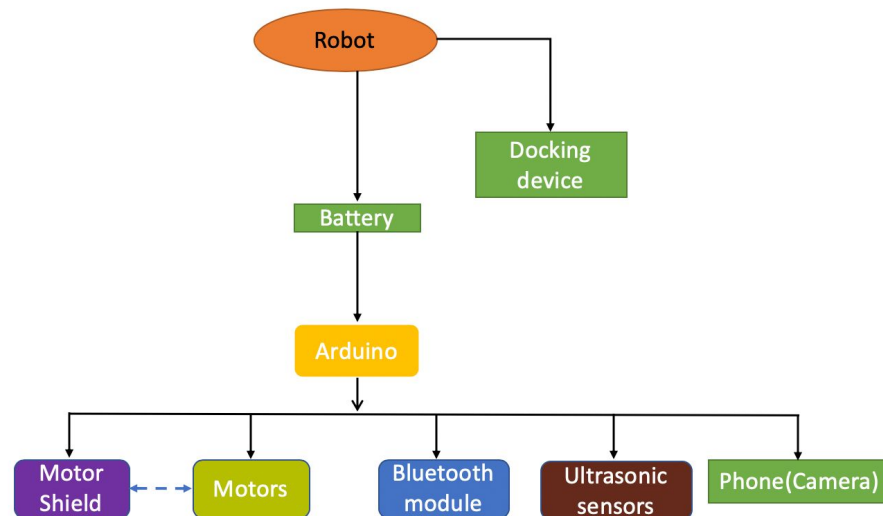 Robot
Docking
device
Battery
Arduino
Motor
Shield
Motors
Bluetooth
module
Ultrasonic
sensors
Phone(Camera)